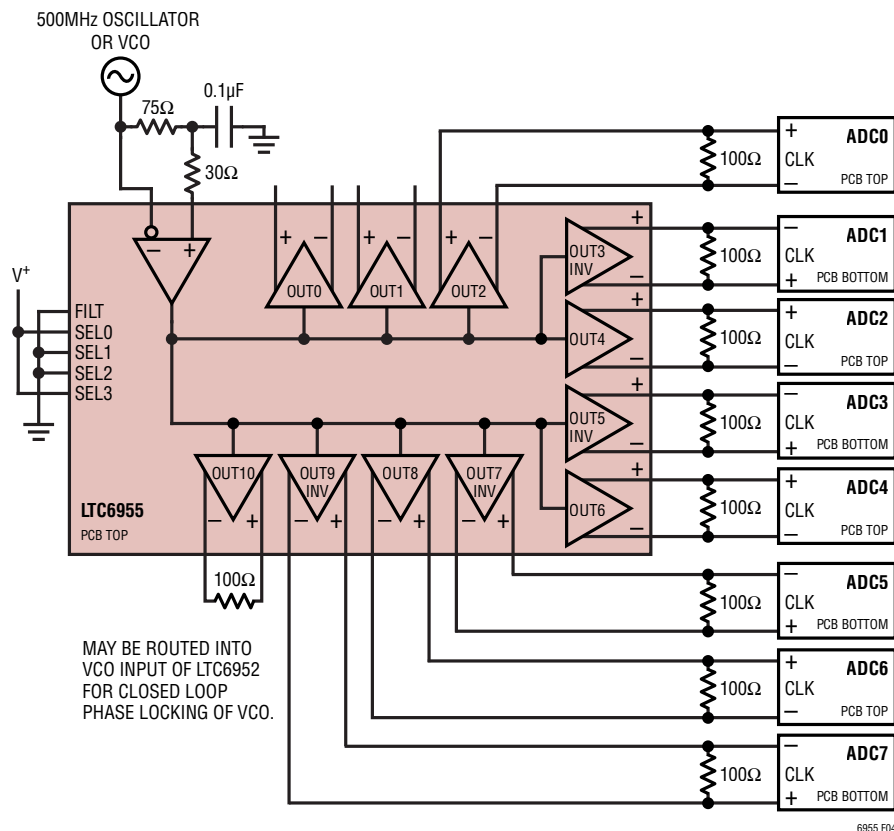 500MHz OSCILLATOR
OR VCO
75Ω
0.1µF
30Ω
V+
FILT
SEL0
SEL1
SEL2
SEL3
− +
+ − OUT0
+ − OUT1
+ − OUT2
OUT3
INV
+
−
OUT4
+
−
OUT5
INV
+
−
OUT6
+
−
OUT10
− +
OUT9
INV
− +
OUT8
− +
OUT7
INV
− +
LTC6955
PCB TOP
100Ω
MAY BE ROUTED INTO
VCO INPUT OF LTC6952
FOR CLOSED LOOP
PHASE LOCKING OF VCO.
100Ω
+ ADC0
CLK
− PCB TOP
100Ω
− ADC1
CLK
+ PCB BOTTOM
100Ω
+ ADC2
CLK
− PCB TOP
100Ω
− ADC3
CLK
+ PCB BOTTOM
100Ω
+ ADC4
CLK
− PCB TOP
100Ω
− ADC5
CLK
+ PCB BOTTOM
100Ω
+ ADC6
CLK
− PCB TOP
100Ω
− ADC7
CLK
+ PCB BOTTOM
6955 F04